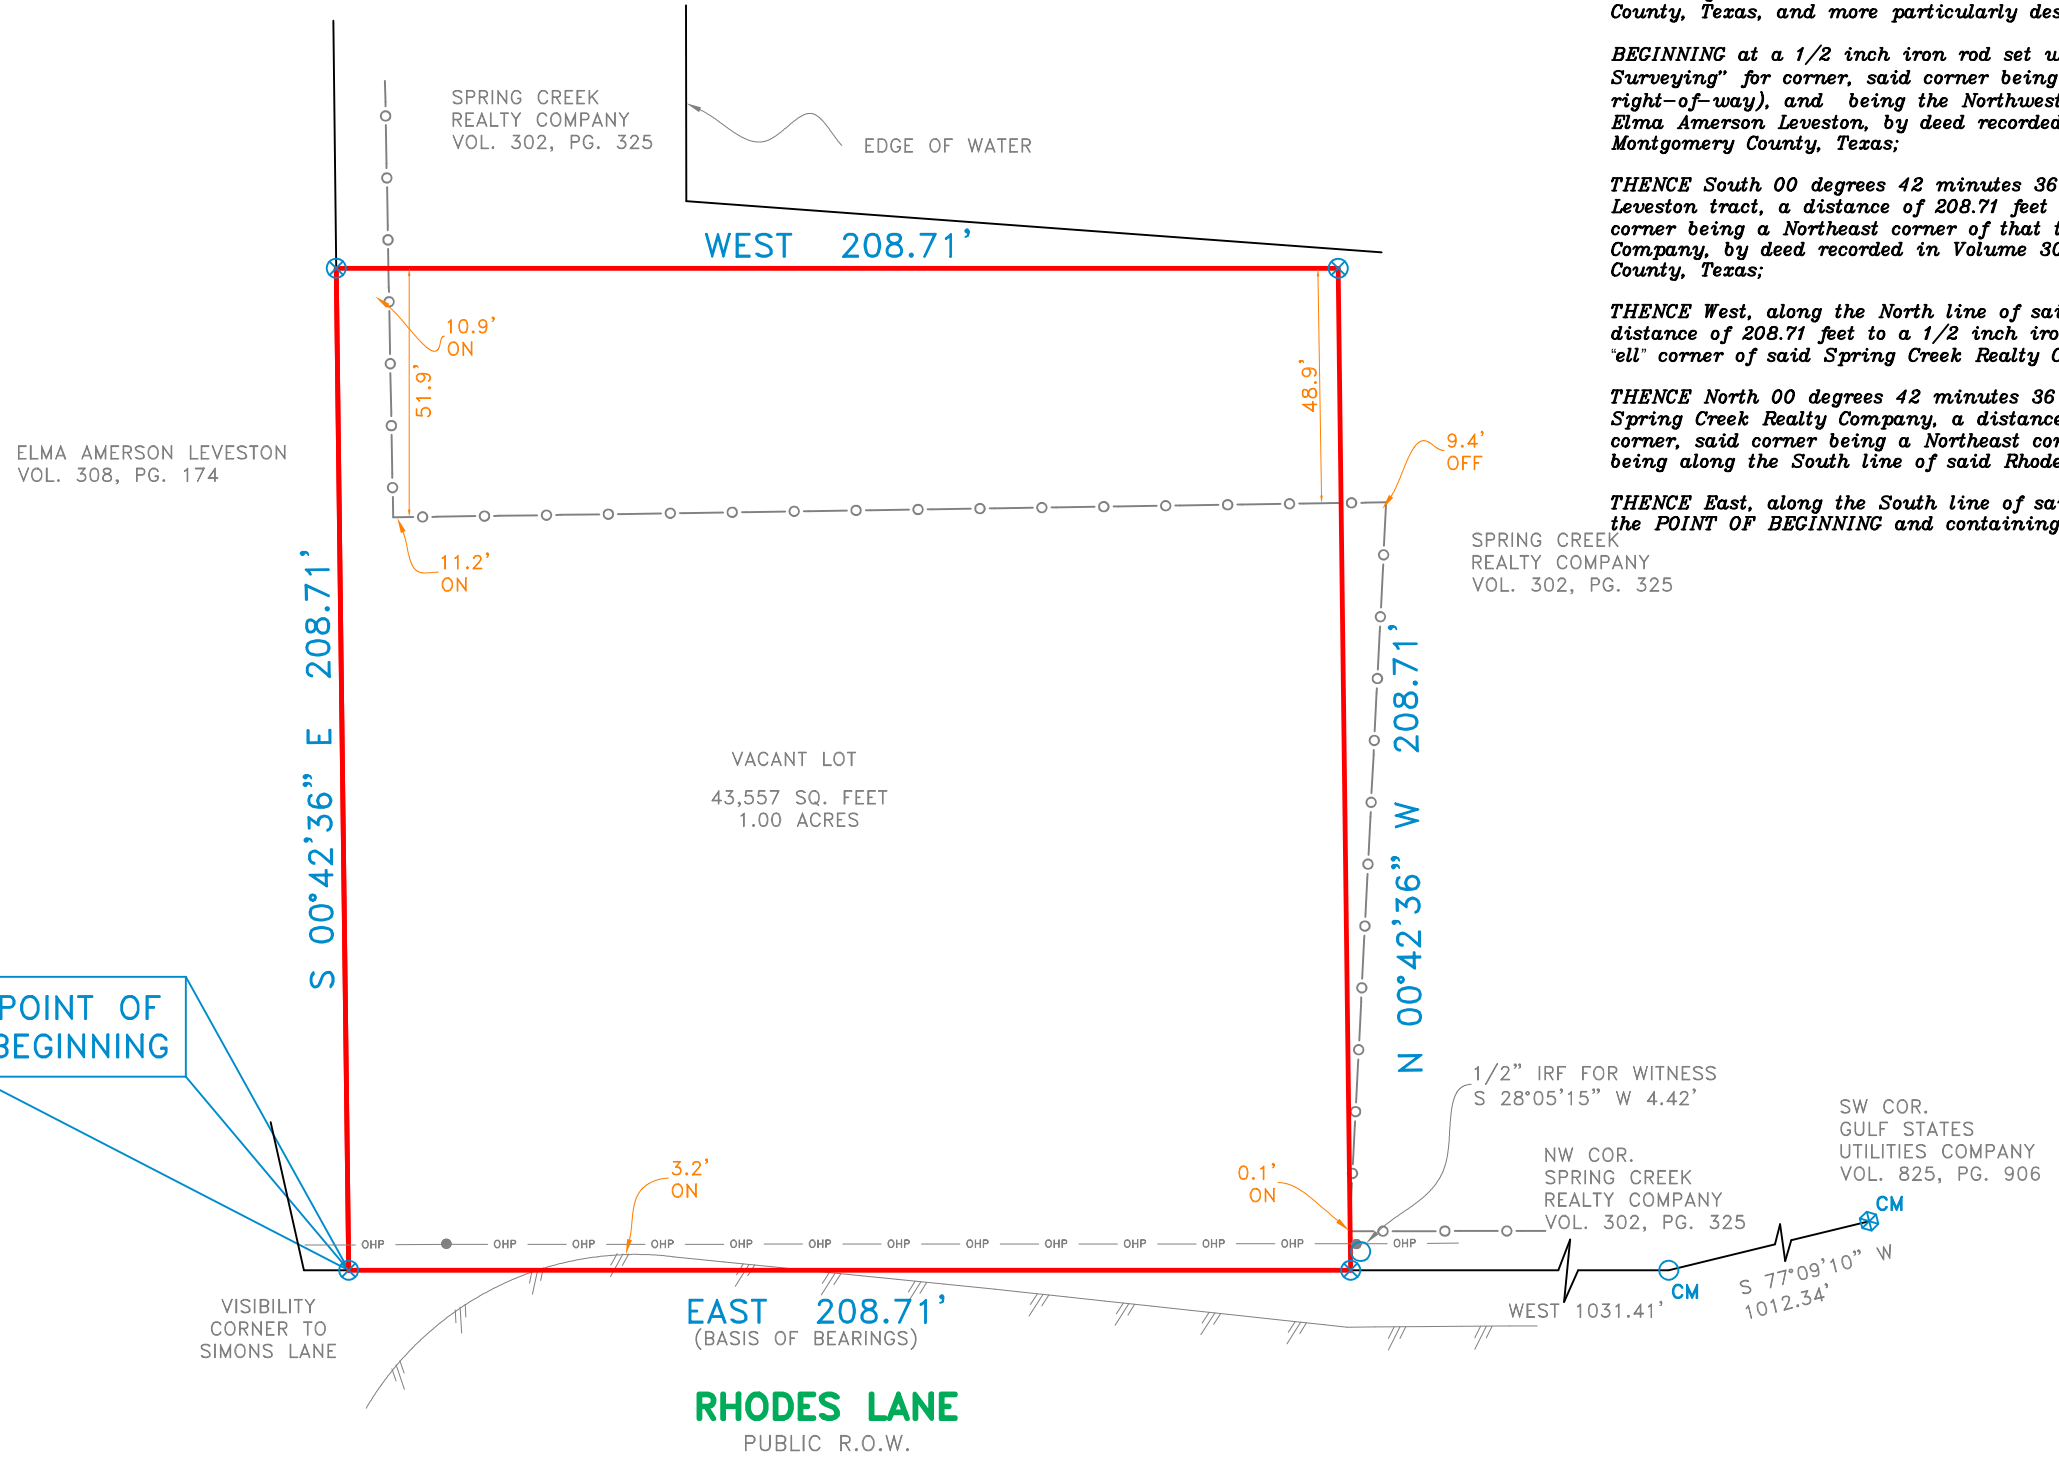 SPRING CREEK
REALTY COMPANY
VOL. 302, PG. 325
EDGE OF WATER
WEST 208.71'
10.9'
ON
51.9'
48.9'
9.4'
OFF
ELMA AMERSON LEVESTON
VOL. 308, PG. 174
11.2'
ON
SPRING CREEK
REALTY COMPANY
VOL. 302, PG. 325
S 00°42'36" E 208.71'
N 00°42'36" W 208.71'
VACANT LOT
43,557 SQ. FEET
1.00 ACRES
POINT OF
BEGINNING
1/2" IRF FOR WITNESS
S 28°05'15" W 4.42'
SW COR.
GULF STATES
UTILITIES COMPANY
VOL. 825, PG. 906
NW COR.
SPRING CREEK
REALTY COMPANY
VOL. 302, PG. 325
3.2'
ON
0.1'
ON
CM
OHP OHP OHP OHP OHP OHP OHP OHP OHP OHP OHP OHP OHP
CM
S 77°09'10" W
1012.34'
WEST 1031.41'
VISIBILITY
CORNER TO
SIMONS LANE
EAST 208.71'
(BASIS OF BEARINGS)
RHODES LANE
PUBLIC R.O.W.
County, Texas, and more particularly des
BEGINNING at a 1/2 inch iron rod set w
Surveying" for corner, said corner being
right-of-way), and being the Northwest
Elma Amerson Leveston, by deed recorded
Montgomery County, Texas;
THENCE South 00 degrees 42 minutes 36
Leveston tract, a distance of 208.71 feet
corner being a Northeast corner of that t
Company, by deed recorded in Volume 30
County, Texas;
THENCE West, along the North line of sai
distance of 208.71 feet to a 1/2 inch iro
"ell" corner of said Spring Creek Realty C
THENCE North 00 degrees 42 minutes 36
Spring Creek Realty Company, a distance
corner, said corner being a Northeast cor
being along the South line of said Rhode
THENCE East, along the South line of sa
the POINT OF BEGINNING and containing